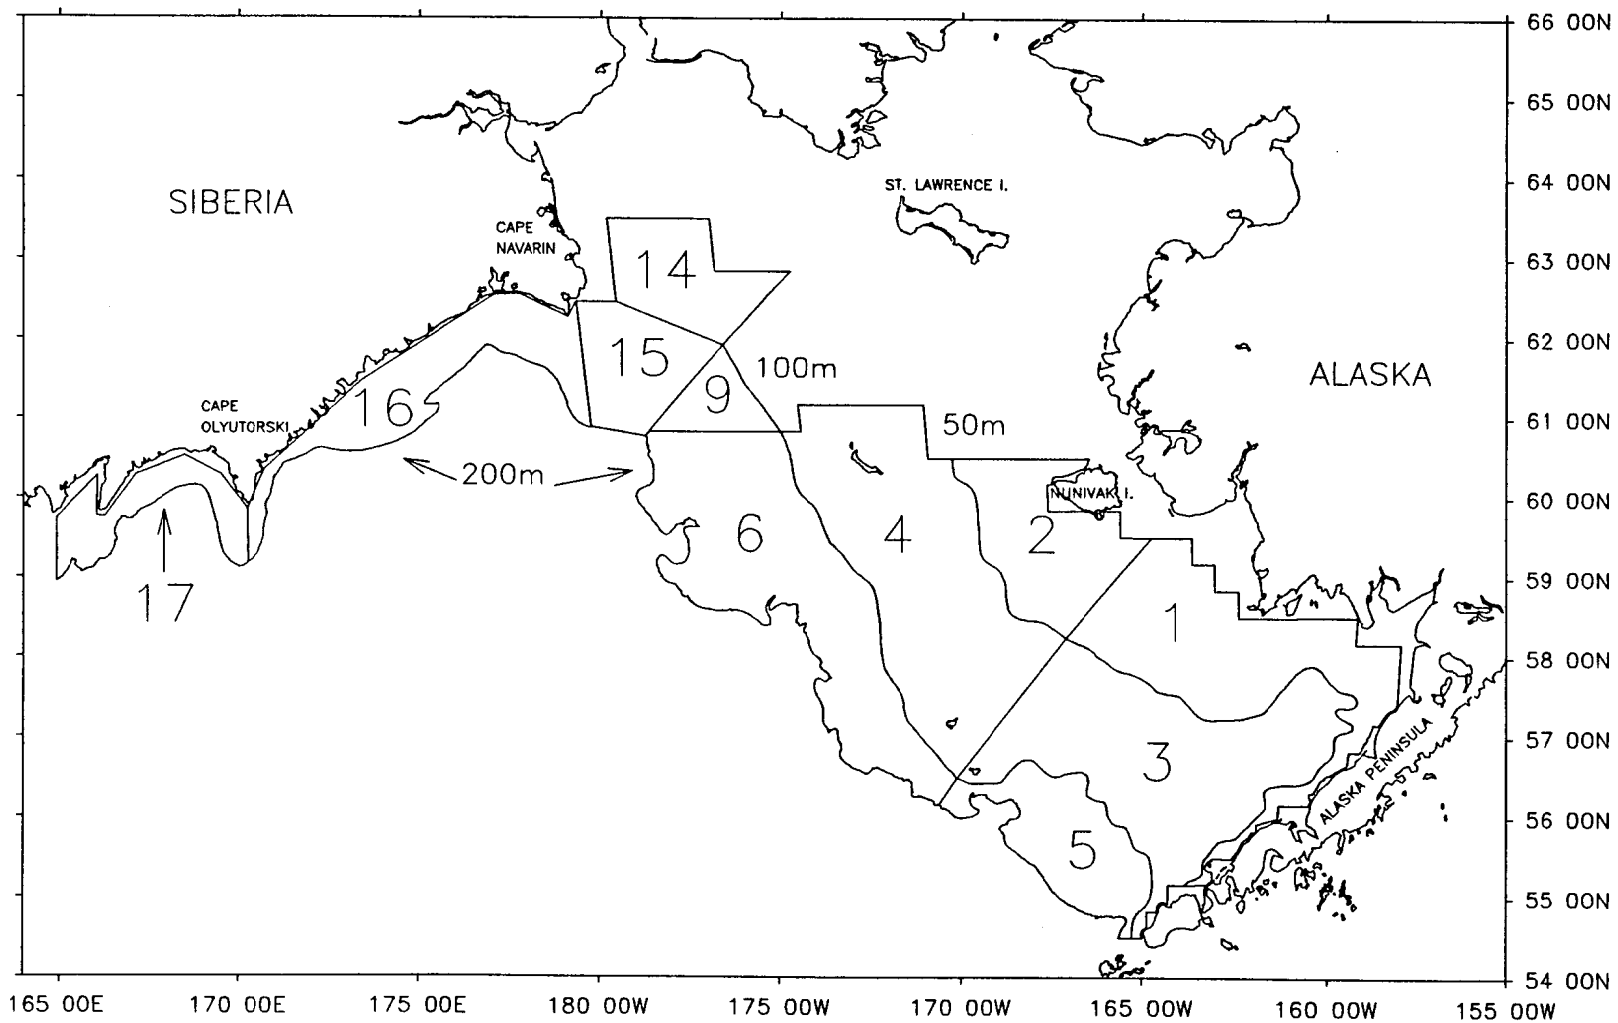 66 00N
65 00N
64 00N
63 00N
62 00N
61 00N
60 00N
59 00N
58 00N
57 00N
56 00N
55 00N
54 00N
SIBERIA
ST. LAWRENCE I.
CAPE
NAVARIN
14
15
9
100m
ALASKA
16
CAPE
OLYUTORSKI
50m
200m
NUNIVAK I.
6
4
2
17
1
3
5
ALASKA PENINSULA
165 00E
170 00E
175 00E
180 00W
175 00W
170 00W
165 00W
160 00W
155 00W